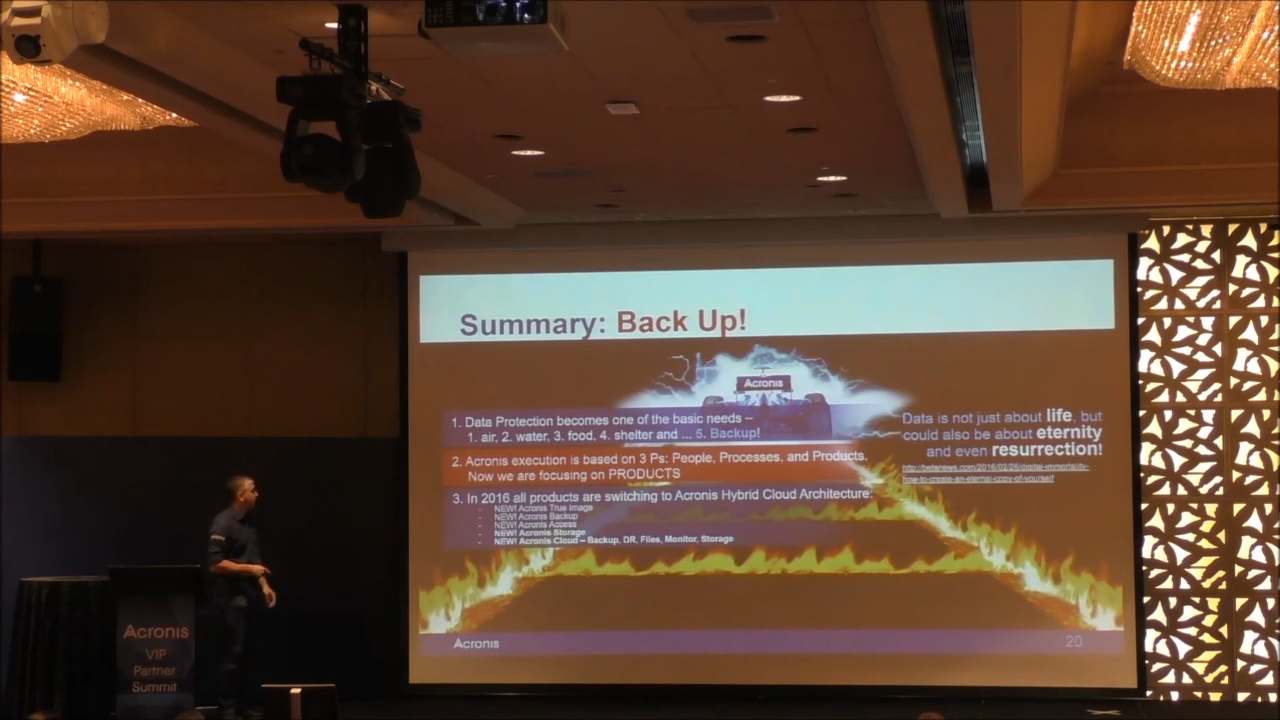 Summary: Back Up!
Acronis
1. Data Protection becomes one of the basic needs –
1. air, 2. water, 3. food, 4. shelter and ... 5. Backup!
2. Acronis execution is based on 3 Ps: People, Processes, and Products.
Now we are focusing on PRODUCTS
3. In 2016 all products are switching to Acronis Hybrid Cloud Architecture:
- NEW! Acronis True Image
- NEW! Acronis Backup
- NEW! Acronis Access
- NEW! Acronis Storage
- NEW! Acronis Cloud – Backup, DR, Files, Monitor, Storage
Data is not just about life, but
could also be about eternity
and even resurrection!
Acronis
20
Acronis
VIP
Partner
Summit